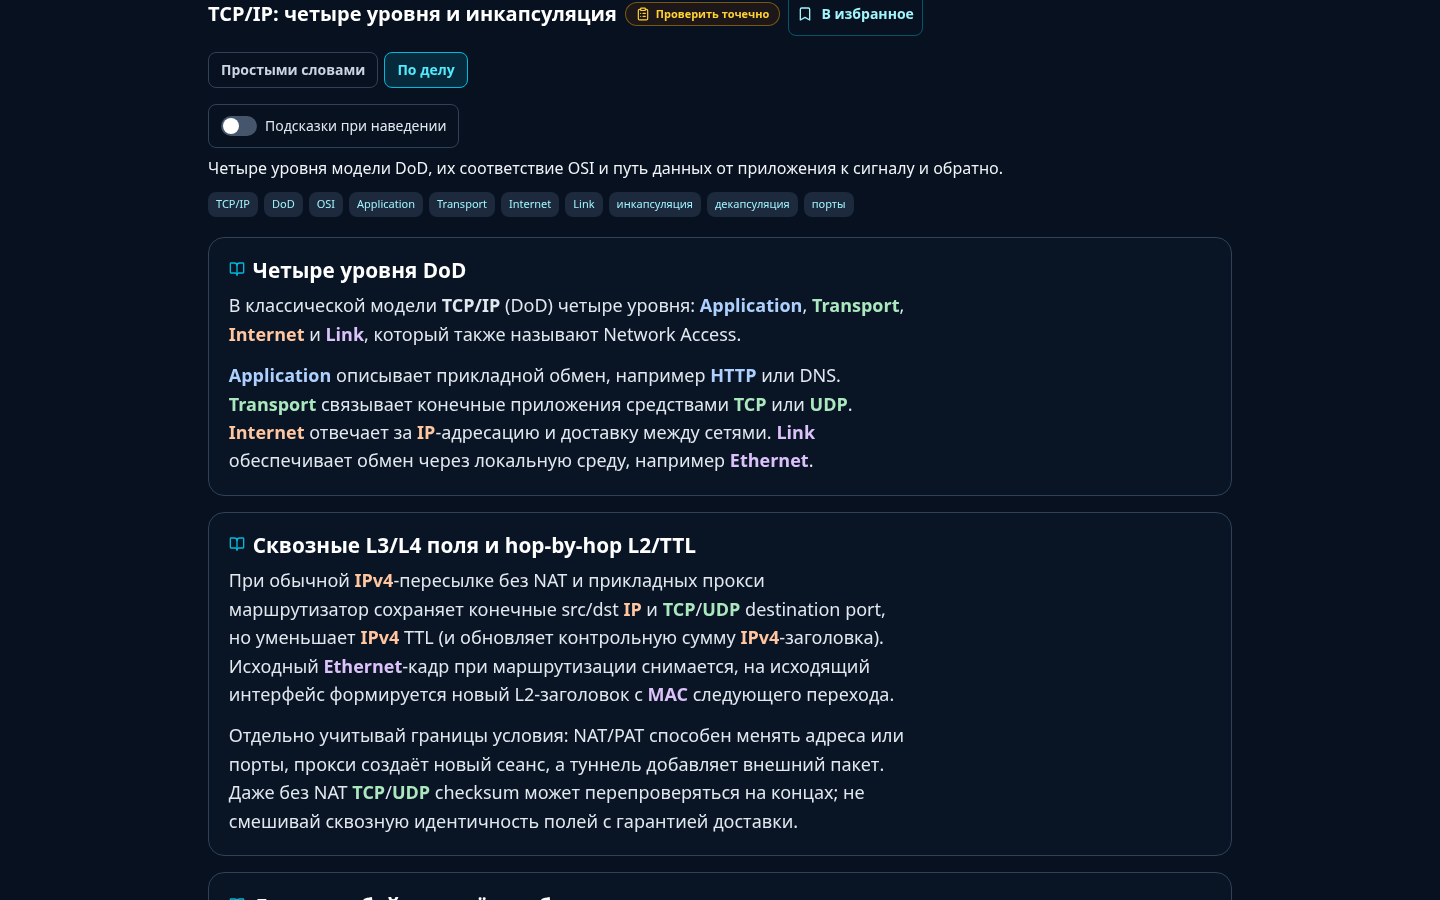 TCP/IP: четыре уровня и инкапсуляция Проверить точечно В избранное
Простыми словами По делу
Подсказки при наведении
Четыре уровня модели DoD, их соответствие OSI и путь данных от приложения к сигналу и обратно.
TCP/IP DoD OSI Application Transport Internet Link инкапсуляция декапсуляция порты
Четыре уровня DoD
В классической модели TCP/IP (DoD) четыре уровня: Application, Transport,
Internet и Link, который также называют Network Access.
Application описывает прикладной обмен, например HTTP или DNS.
Transport связывает конечные приложения средствами TCP или UDP.
Internet отвечает за IP-адресацию и доставку между сетями. Link
обеспечивает обмен через локальную среду, например Ethernet.
Сквозные L3/L4 поля и hop-by-hop L2/TTL
При обычной IPv4-пересылке без NAT и прикладных прокси
маршрутизатор сохраняет конечные src/dst IP и TCP/UDP destination port,
но уменьшает IPv4 TTL (и обновляет контрольную сумму IPv4-заголовка).
Исходный Ethernet-кадр при маршрутизации снимается, на исходящий
интерфейс формируется новый L2-заголовок с MAC следующего перехода.
Отдельно учитывай границы условия: NAT/PAT способен менять адреса или
порты, прокси создаёт новый сеанс, а туннель добавляет внешний пакет.
Даже без NAT TCP/UDP checksum может перепроверяться на концах; не
смешивай сквозную идентичность полей с гарантией доставки.